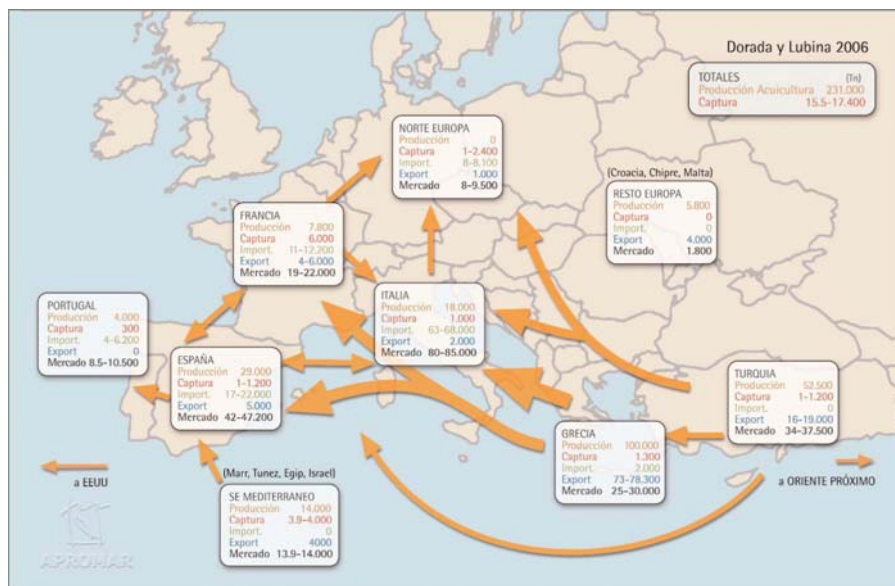 Dorada y Lubina 2006
TOTALES (Tn)
Producción Acuicultura 231.000
Captura 15.5-17.400
NORTE EUROPA
Producción 0
Captura 1-2.400
Import. 8-8.100
Export 1.000
Mercado 8-9.500
(Croacia, Chipre, Malta)
RESTO EUROPA
Producción 5.800
Captura 0
Import. 0
Export 4.000
Mercado 1.800
FRANCIA
Producción 7.800
Captura 6.000
Import. 11-12.200
Export 4-6.000
Mercado 19-22.000
PORTUGAL
Producción 4.000
Captura 300
Import. 4-6.200
Export 0
Mercado 8.5-10.500
ITALIA
Producción 18.000
Captura 1.000
Import. 63-68.000
Export 2.000
Mercado 80-85.000
ESPAÑA
Producción 29.000
Captura 1-1.200
Import. 17-22.000
Export 5.000
Mercado 42-47.200
TURQUIA
Producción 52.500
Captura 1-1.200
Import. 0
Export 16-19.000
Mercado 34-37.500
GRECIA
Producción 100.000
Captura 1.300
Import. 2.000
Export 73-78.300
Mercado 25-30.000
a EEUU
(Marr, Tunez, Egip, Israel)
SE MEDITERRANEO
Producción 14.000
Captura 3.9-4.000
Import. 0
Export 4000
Mercado 13.9-14.000
a ORIENTE PRÓXIMO
APROMAR